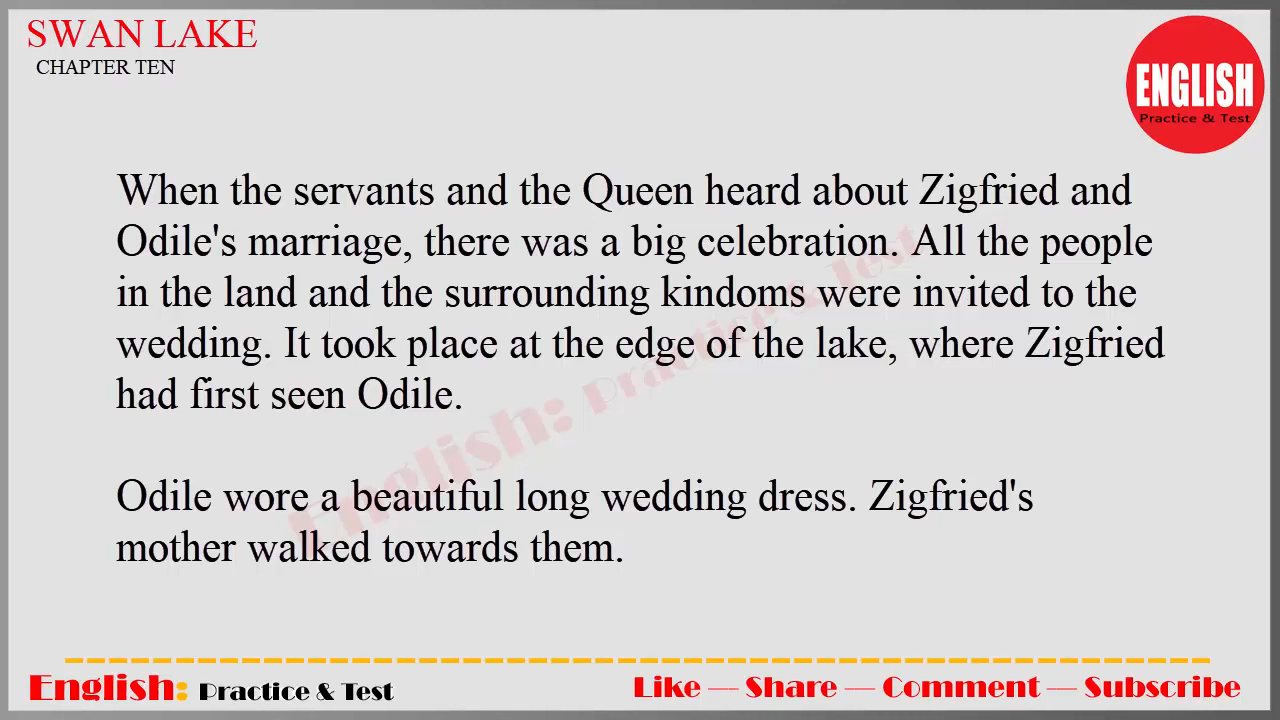 SWAN LAKE
CHAPTER TEN
ENGLISH
Practice & Test
When the servants and the Queen heard about Zigfried and
Odile's marriage, there was a big celebration. All the people
in the land and the surrounding kindoms were invited to the
wedding. It took place at the edge of the lake, where Zigfried
had first seen Odile.
Odile wore a beautiful long wedding dress. Zigfried's
mother walked towards them.
English: Practice & Test
English: Practice & Test
Like — Share — Comment — Subscribe